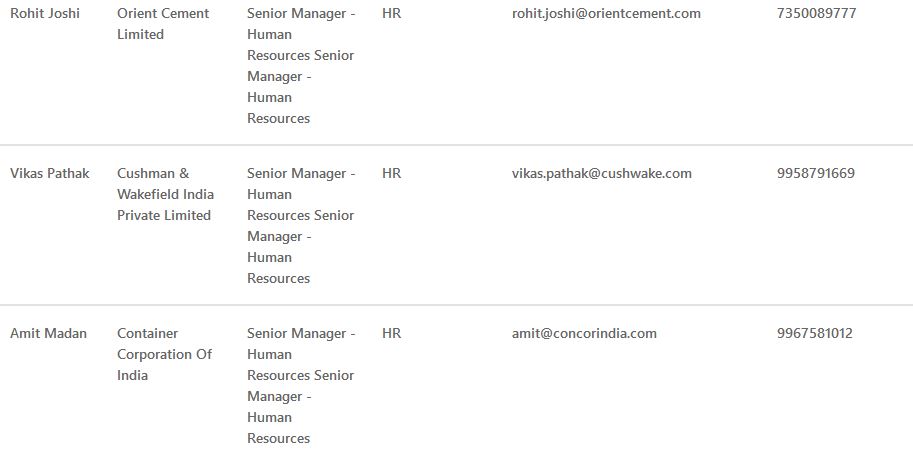 Rohit Joshi
Orient Cement
Limited
Senior Manager -
Human
Resources Senior
Manager -
Human
Resources
HR
rohit.joshi@orientcement.com
7350089777
Vikas Pathak
Cushman &
Wakefield India
Private Limited
Senior Manager -
Human
Resources Senior
Manager -
Human
Resources
HR
vikas.pathak@cushwake.com
9958791669
Amit Madan
Container
Corporation Of
India
Senior Manager -
Human
Resources Senior
Manager -
Human
Resources
HR
amit@concorindia.com
9967581012